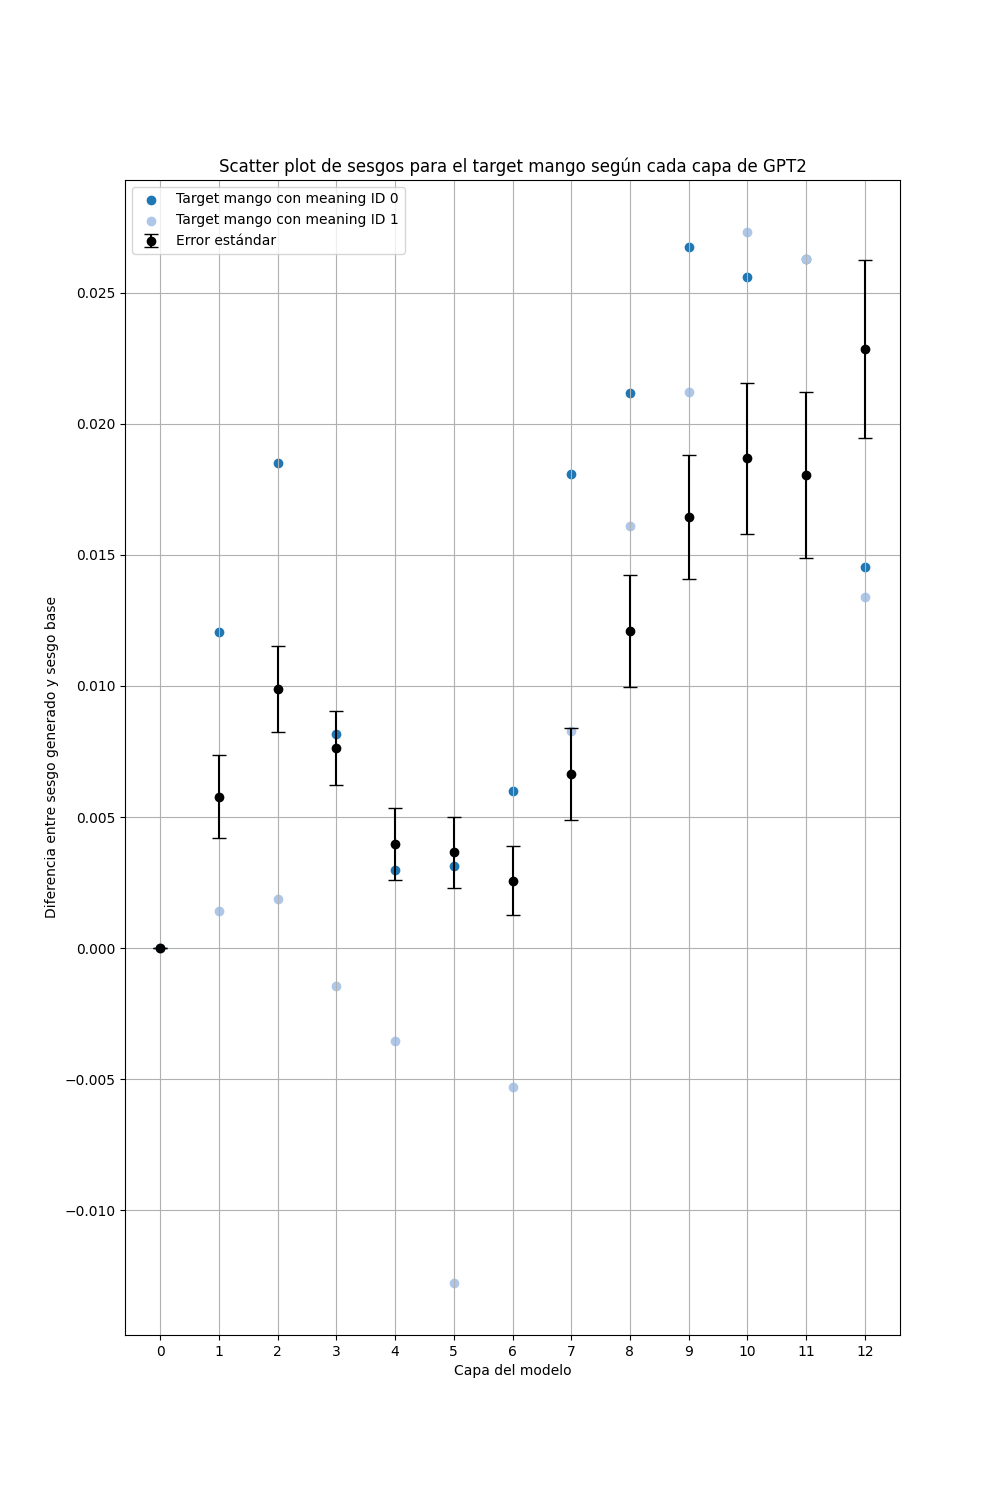 Scatter plot de sesgos para el target mango según cada capa de GPT2
Target mango con meaning ID 0
Target mango con meaning ID 1
Error estándar
Diferencia entre sesgo generado y sesgo base
0.025
0.020
0.015
0.010
0.005
0.000
−0.005
−0.010
0 1 2 3 4 5 6 7 8 9 10 11 12
Capa del modelo